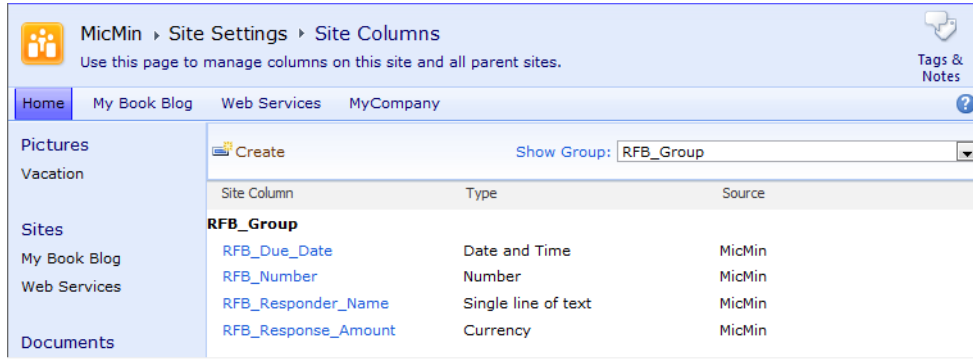 MicMin ▸ Site Settings ▸ Site Columns
Use this page to manage columns on this site and all parent sites.
Tags &
Notes
Home My Book Blog Web Services MyCompany
Pictures
Vacation
Sites
My Book Blog
Web Services
Documents
Create Show Group: RFB_Group
Site Column Type Source
RFB_Group
RFB_Due_Date Date and Time MicMin
RFB_Number Number MicMin
RFB_Responder_Name Single line of text MicMin
RFB_Response_Amount Currency MicMin